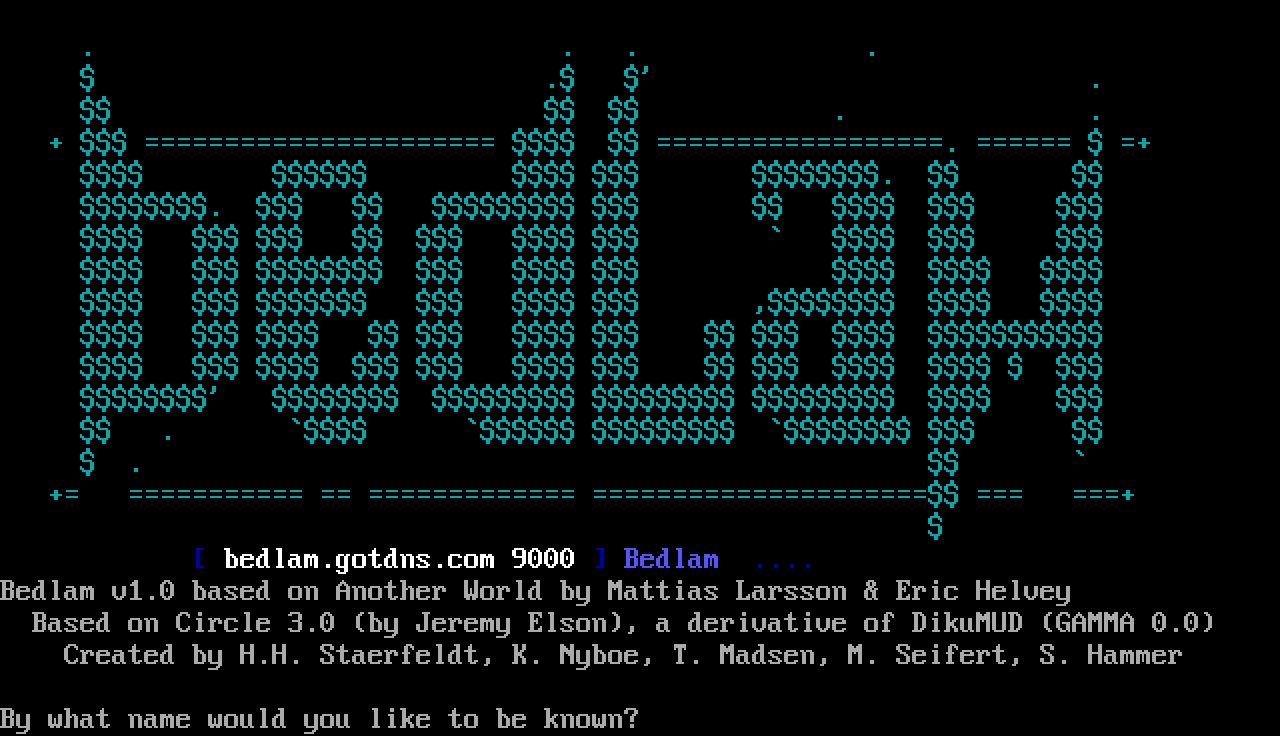 bedlam
[ bedlam.gotdns.com 9000 ] Bedlam ....
Bedlam v1.0 based on Another World by Mattias Larsson & Eric Helvey
Based on Circle 3.0 (by Jeremy Elson), a derivative of DikuMUD (GAMMA 0.0)
Created by H.H. Staerfeldt, K. Nyboe, T. Madsen, M. Seifert, S. Hammer
By what name would you like to be known?